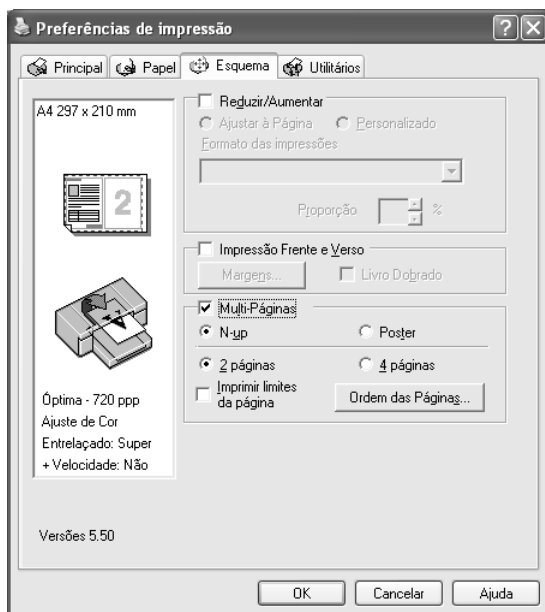 Preferências de impressão
Principal Papel Esquema Utilitários
A4 297 x 210 mm
2
Óptima - 720 ppp
Ajuste de Cor
Entrelaçado: Super
+ Velocidade: Não
Versões 5.50
Reduzir/Aumentar
Ajustar à Página Personalizado
Formato das impressões
Proporção %
Impressão Frente e Verso
Margens... Livro Dobrado
Multi-Páginas
N-up Poster
2 páginas 4 páginas
Imprimir limites
da página
Ordem das Páginas...
OK Cancelar Ajuda